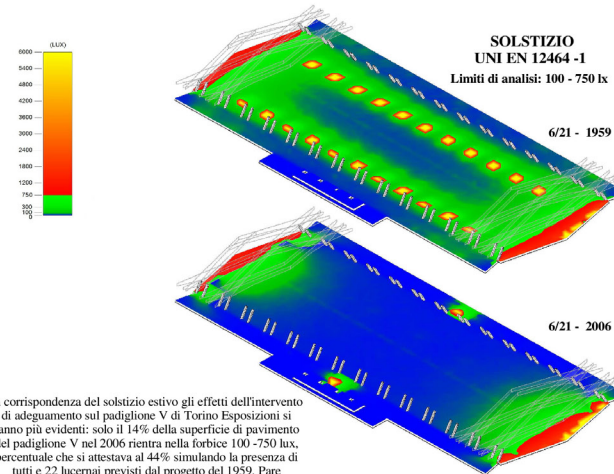 (LUX)
6000
5400
4800
4200
3600
3000
2400
1800
1200
750
300
100
0
SOLSTIZIO
UNI EN 12464 -1
Limiti di analisi: 100 - 750 lx
6/21 - 1959
6/21 - 2006
corrispondenza del solstizio estivo gli effetti dell'intervento
di adeguamento sul padiglione V di Torino Esposizioni si
anno più evidenti: solo il 14% della superficie di pavimento
del padiglione V nel 2006 rientra nella forbice 100 -750 lux,
percentuale che si attestava al 44% simulando la presenza di
tutti e 22 lucernai previsti dal progetto del 1959. Pare